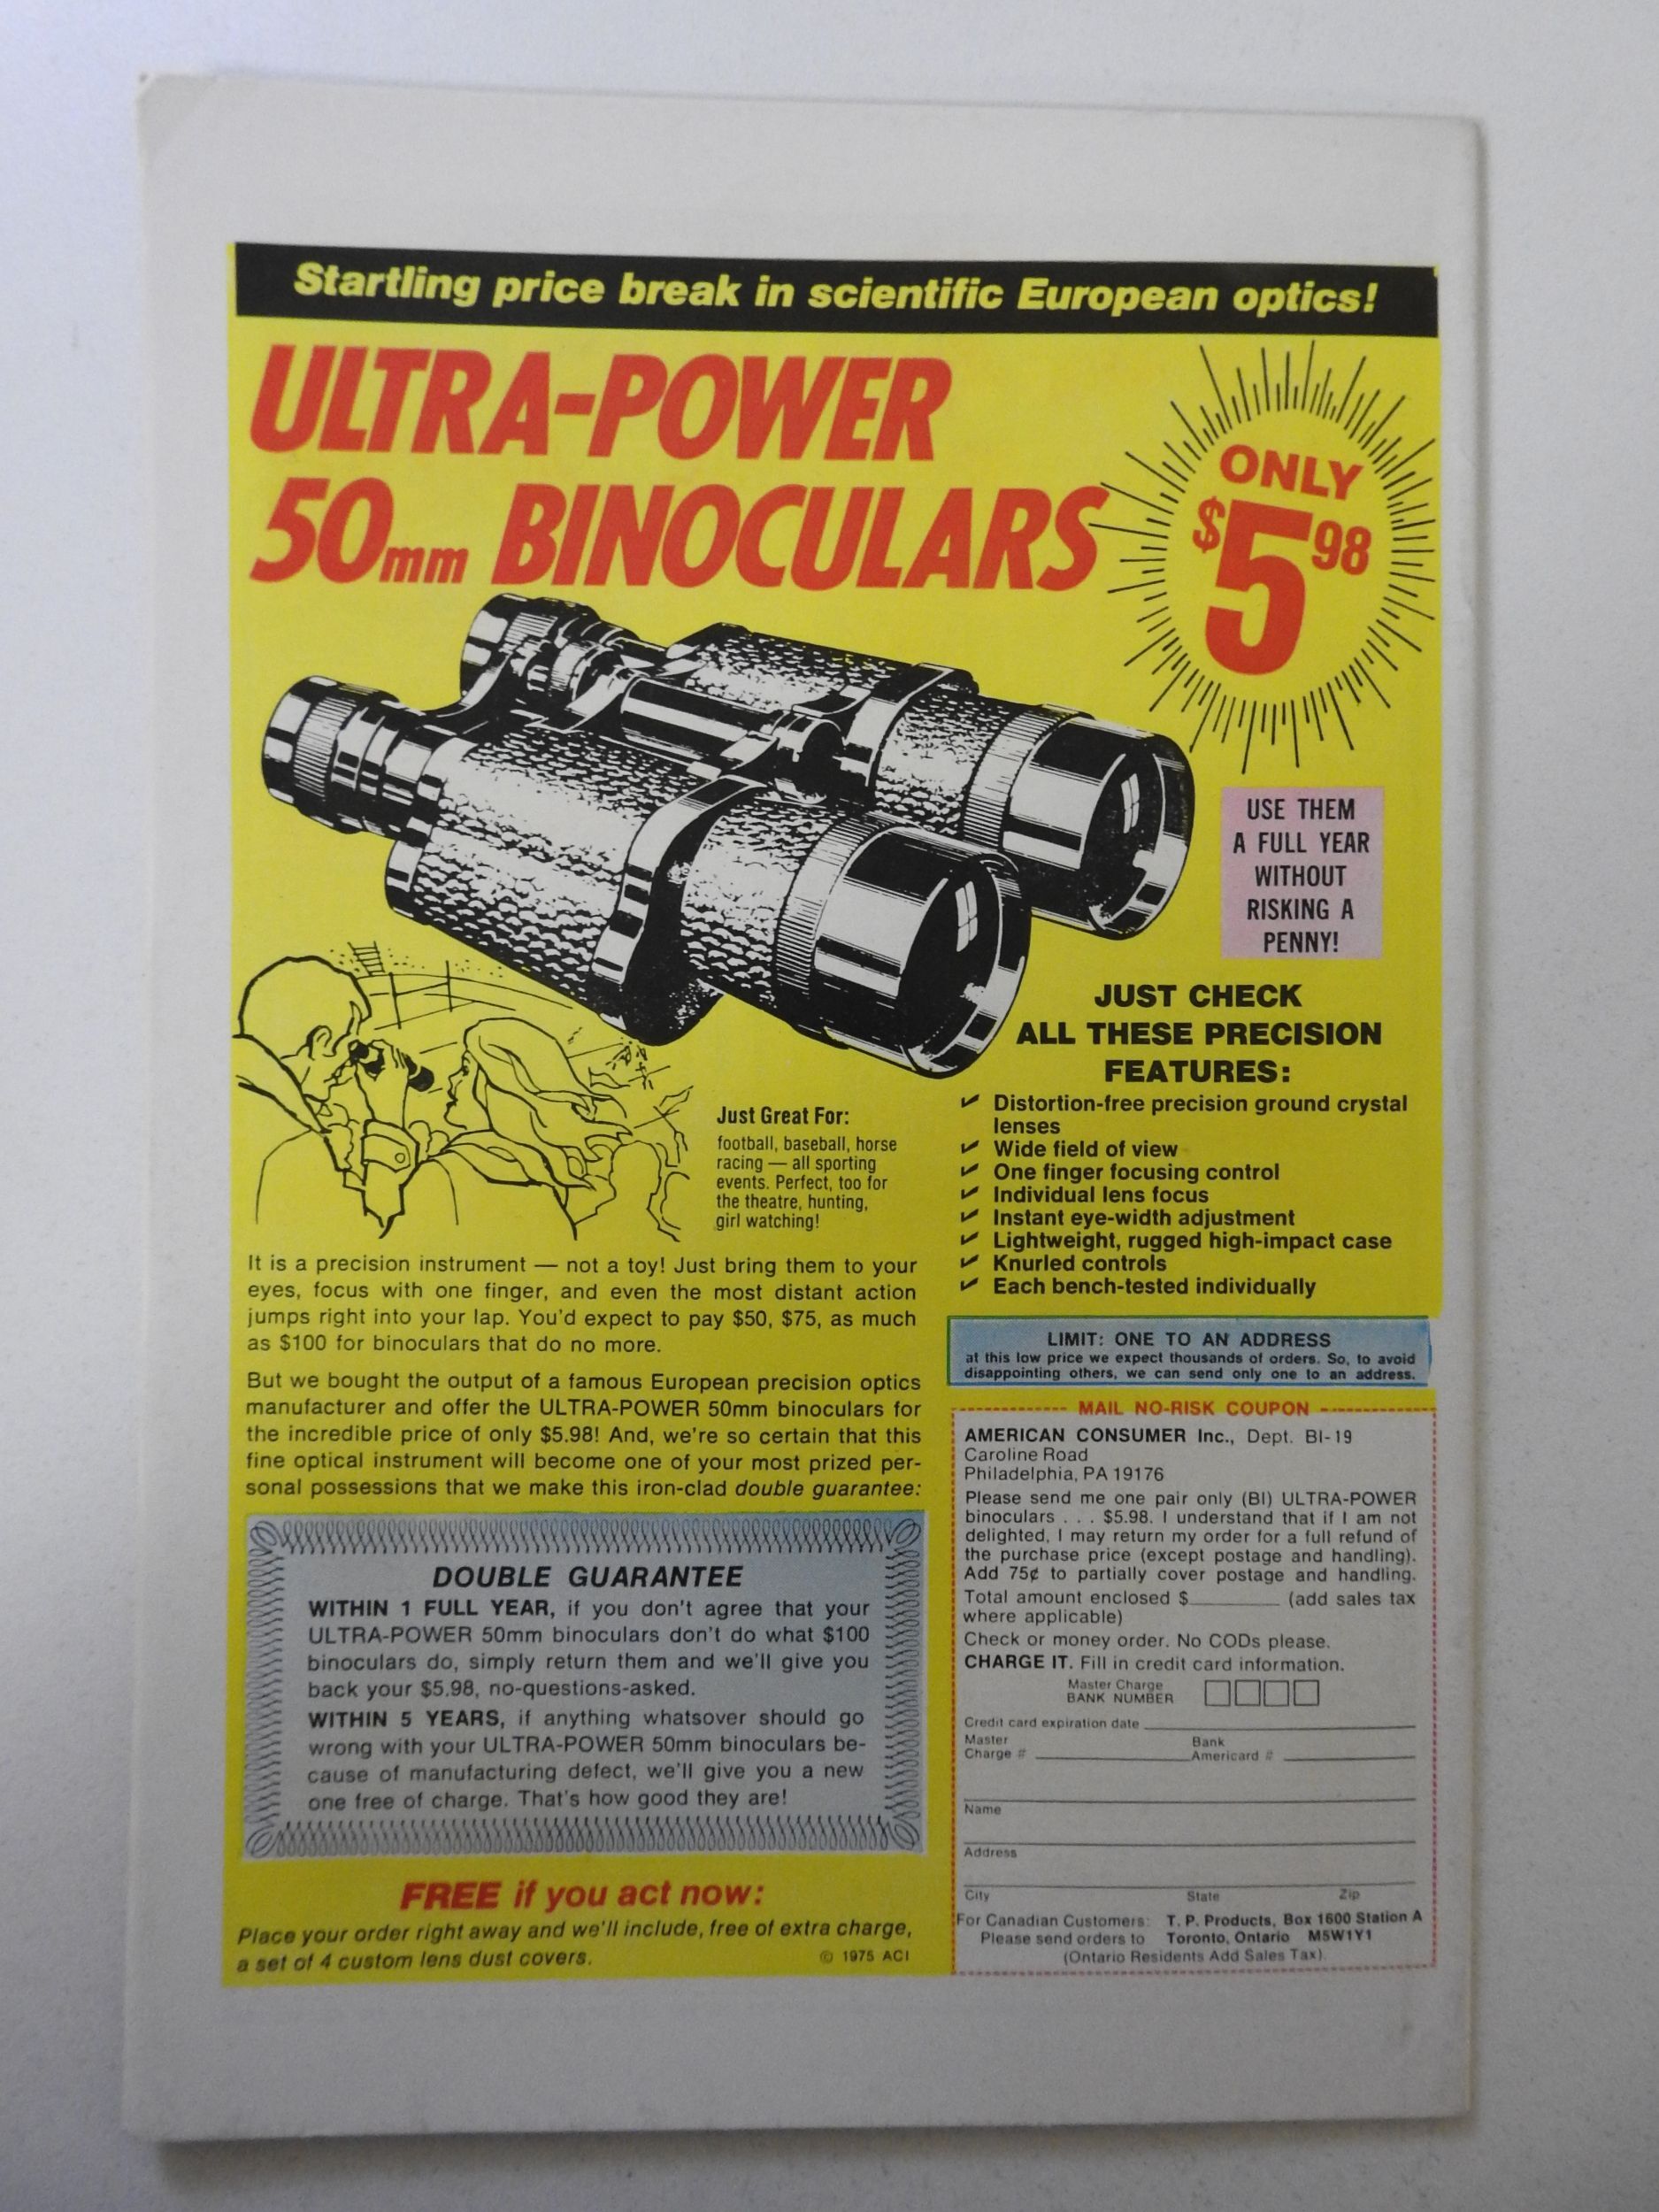 Startling price break in scientific European optics!
ULTRA-POWER
50mm BINOCULARS
ONLY
$5 98
USE THEM
A FULL YEAR
WITHOUT
RISKING A
PENNY!
JUST CHECK
ALL THESE PRECISION
FEATURES:
✓ Distortion-free precision ground crystal
lenses
✓ Wide field of view
✓ One finger focusing control
✓ Individual lens focus
✓ Instant eye-width adjustment
✓ Lightweight, rugged high-impact case
✓ Knurled controls
✓ Each bench-tested individually
Just Great For:
football, baseball, horse
racing — all sporting
events. Perfect, too for
the theatre, hunting,
girl watching!
It is a precision instrument — not a toy! Just bring them to your
eyes, focus with one finger, and even the most distant action
jumps right into your lap. You'd expect to pay $50, $75, as much
as $100 for binoculars that do no more.
But we bought the output of a famous European precision optics
manufacturer and offer the ULTRA-POWER 50mm binoculars for
the incredible price of only $5.98! And, we're so certain that this
fine optical instrument will become one of your most prized per-
sonal possessions that we make this iron-clad double guarantee:
DOUBLE GUARANTEE
WITHIN 1 FULL YEAR, if you don't agree that your
ULTRA-POWER 50mm binoculars don't do what $100
binoculars do, simply return them and we'll give you
back your $5.98, no-questions-asked.
WITHIN 5 YEARS, if anything whatsover should go
wrong with your ULTRA-POWER 50mm binoculars be-
cause of manufacturing defect, we'll give you a new
one free of charge. That's how good they are!
FREE if you act now:
Place your order right away and we'll include, free of extra charge,
a set of 4 custom lens dust covers.
© 1975 ACI
LIMIT: ONE TO AN ADDRESS
at this low price we expect thousands of orders. So, to avoid
disappointing others, we can send only one to an address.
MAIL NO-RISK COUPON
AMERICAN CONSUMER Inc., Dept. BI-19
Caroline Road
Philadelphia, PA 19176
Please send me one pair only (BI) ULTRA-POWER
binoculars . . . $5.98. I understand that if I am not
delighted, I may return my order for a full refund of
the purchase price (except postage and handling).
Add 75¢ to partially cover postage and handling.
Total amount enclosed $________ (add sales tax
where applicable)
Check or money order. No CODs please.
CHARGE IT. Fill in credit card information.
Master Charge
BANK NUMBER
Credit card expiration date
Master Bank
Charge # Americard #
Name
Address
City State Zip
For Canadian Customers: T. P. Products, Box 1600 Station A
Please send orders to Toronto, Ontario M5W1Y1
(Ontario Residents Add Sales Tax).